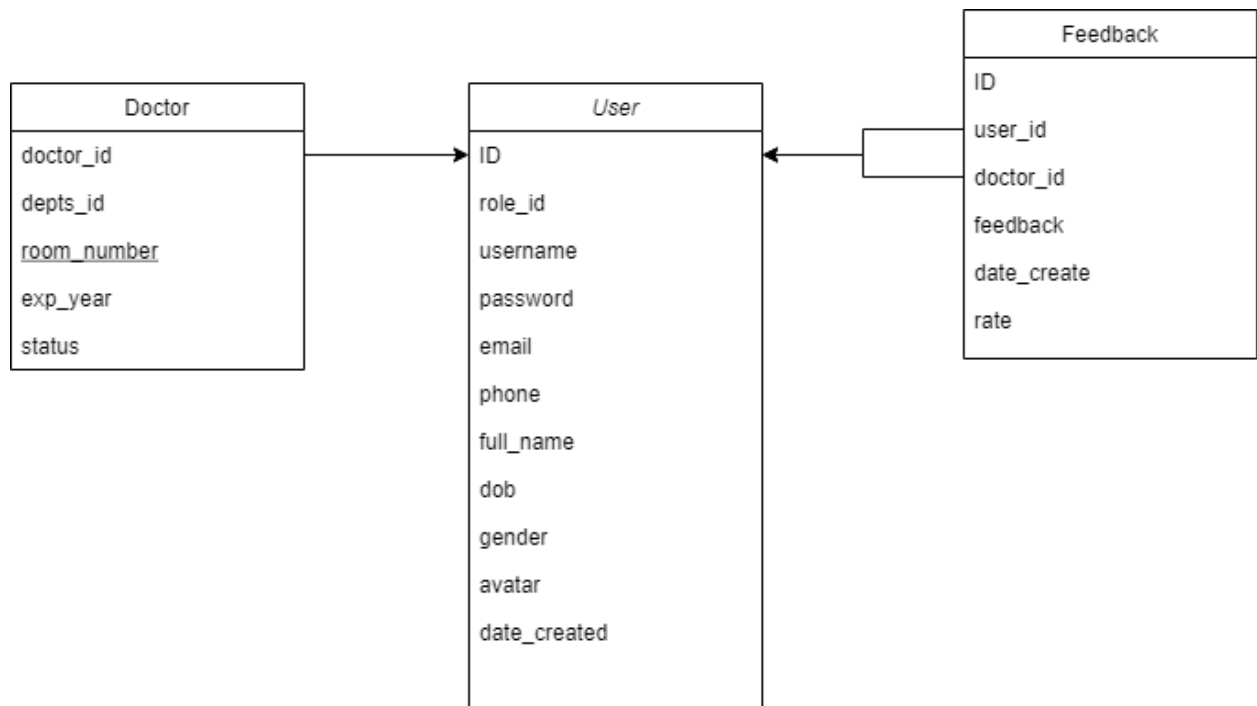 Doctor
doctor_id
depts_id
room_number
exp_year
status
User
ID
role_id
username
password
email
phone
full_name
dob
gender
avatar
date_created
Feedback
ID
user_id
doctor_id
feedback
date_create
rate